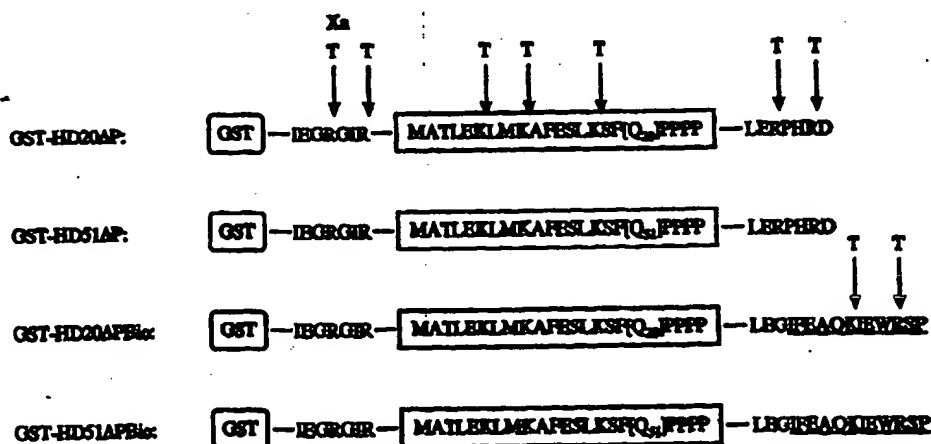 Xa
T T T T T T T
GST-HD20ΔP: GST IEGRGIR MATLEKLMKAFESLKSF[Q20]PPPP LERPHRD
GST-HD51ΔP: GST IEGRGIR MATLEKLMKAFESLKSF[Q51]PPPP LERPHRD
T T
GST-HD20ΔPBio: GST IEGRGIR MATLEKLMKAFESLKSF[Q20]PPPP LEGIFEAQKIEWRSP
GST-HD51ΔPBio: GST IEGRGIR MATLEKLMKAFESLKSF[Q51]PPPP LEGIFEAQKIEWRSP